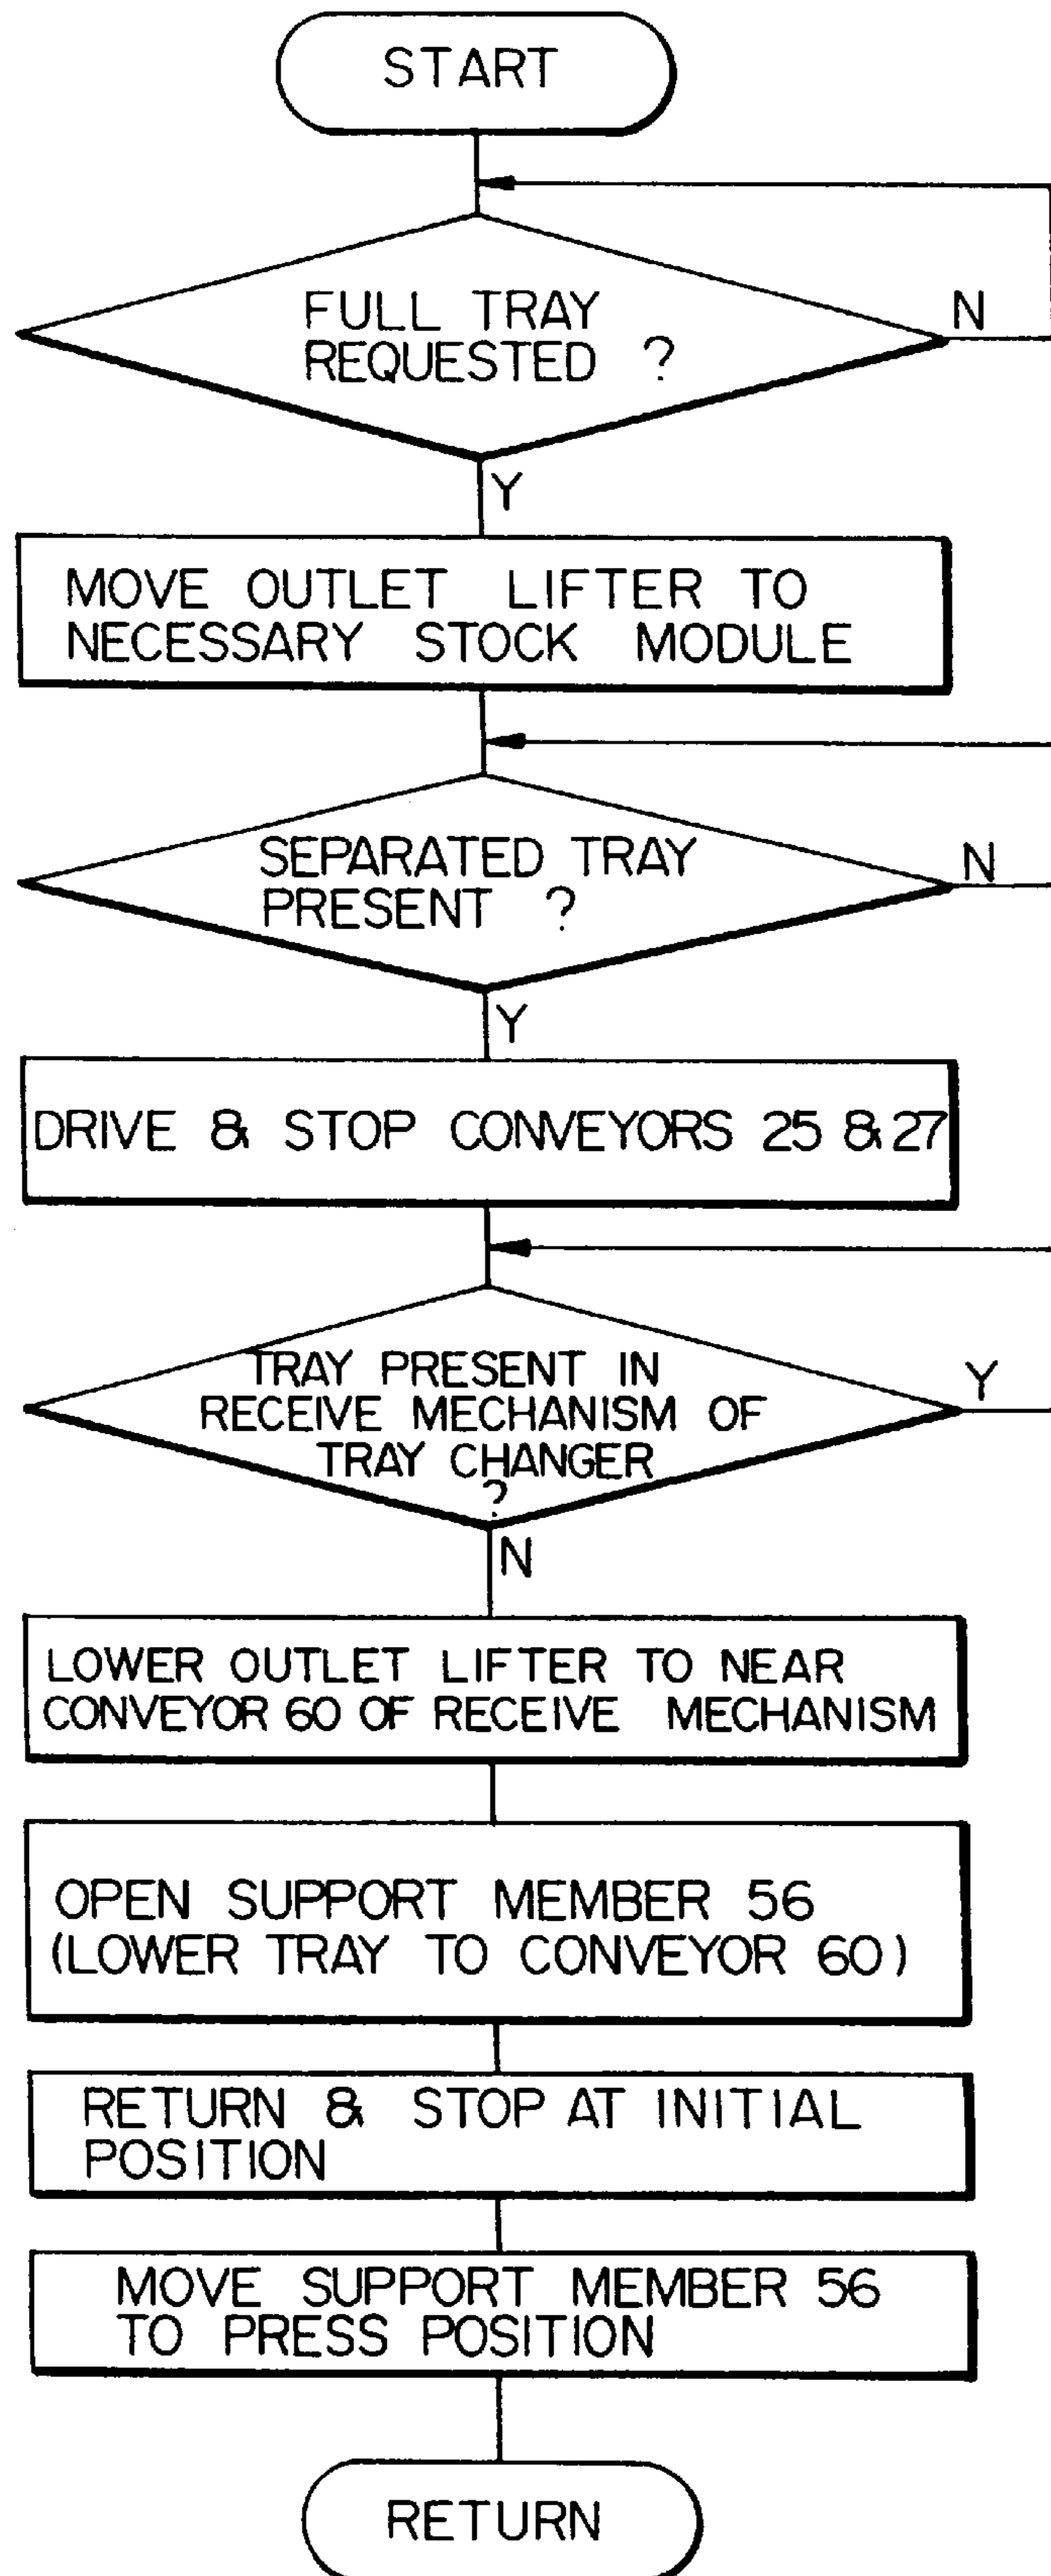 START
FULL TRAY
REQUESTED ?
N
Y
MOVE OUTLET LIFTER TO
NECESSARY STOCK MODULE
SEPARATED TRAY
PRESENT ?
N
Y
DRIVE & STOP CONVEYORS 25 & 27
TRAY PRESENT IN
RECEIVE MECHANISM OF
TRAY CHANGER
?
Y
N
LOWER OUTLET LIFTER TO NEAR
CONVEYOR 60 OF RECEIVE MECHANISM
OPEN SUPPORT MEMBER 56
(LOWER TRAY TO CONVEYOR 60)
RETURN & STOP AT INITIAL
POSITION
MOVE SUPPORT MEMBER 56
TO PRESS POSITION
RETURN